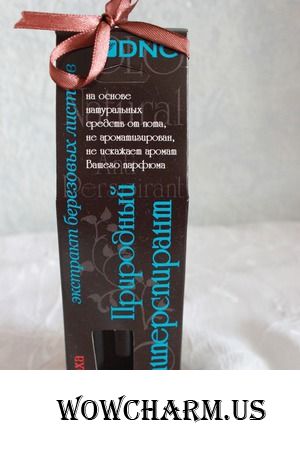 DNC
на основе
натуральных
средств от пота,
не ароматизирован,
не искажает аромат
Вашего парфюма
экстракт березовых листьев
Природный
WOWCHARM.US